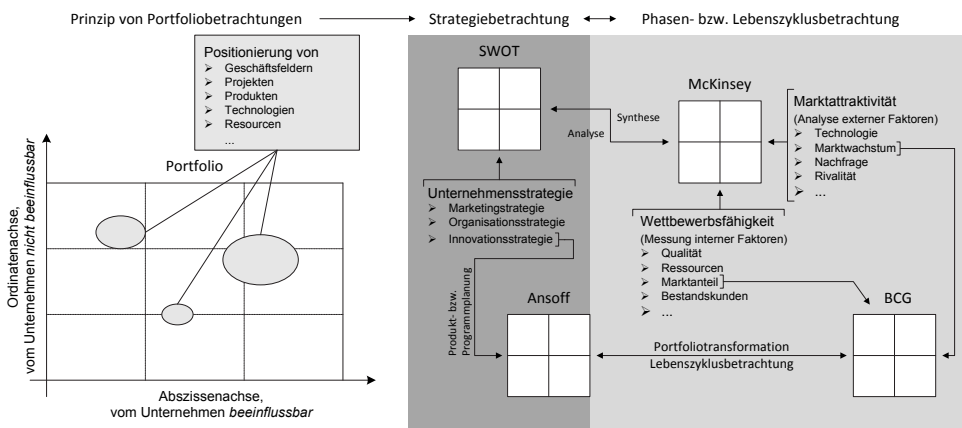 Prinzip von Portfoliobetrachtungen
Strategiebetrachtung
Phasen- bzw. Lebenszyklusbetrachtung
Positionierung von
➢ Geschäftsfeldern
➢ Projekten
➢ Produkten
➢ Technologien
➢ Resourcen
...
Portfolio
Ordinatenachse,
vom Unternehmen nicht beeinflussbar
Abszissenachse,
vom Unternehmen beeinflussbar
SWOT
Analyse
Synthese
Unternehmensstrategie
➢ Marketingstrategie
➢ Organisationsstrategie
➢ Innovationsstrategie
Produkt- bzw.
Programmplanung
Ansoff
McKinsey
Marktattraktivität
(Analyse externer Faktoren)
➢ Technologie
➢ Marktwachstum
➢ Nachfrage
➢ Rivalität
➢ ...
Wettbewerbsfähigkeit
(Messung interner Faktoren)
➢ Qualität
➢ Ressourcen
➢ Marktanteil
➢ Bestandskunden
➢ ...
BCG
Portfoliotransformation
Lebenszyklusbetrachtung